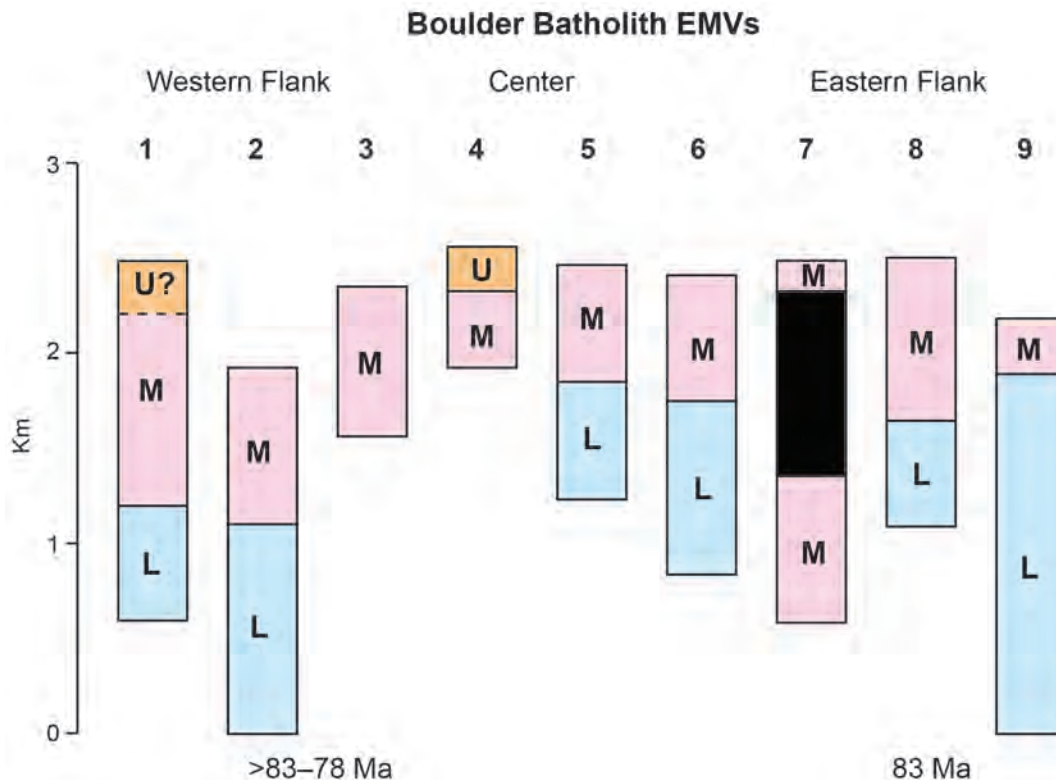 Boulder Batholith EMVs
Western Flank Center Eastern Flank
1 2 3 4 5 6 7 8 9
3
U? U M
M M M M M M
2 M
M L
L L
Km
1 L M L
L
0
>83–78 Ma 83 Ma